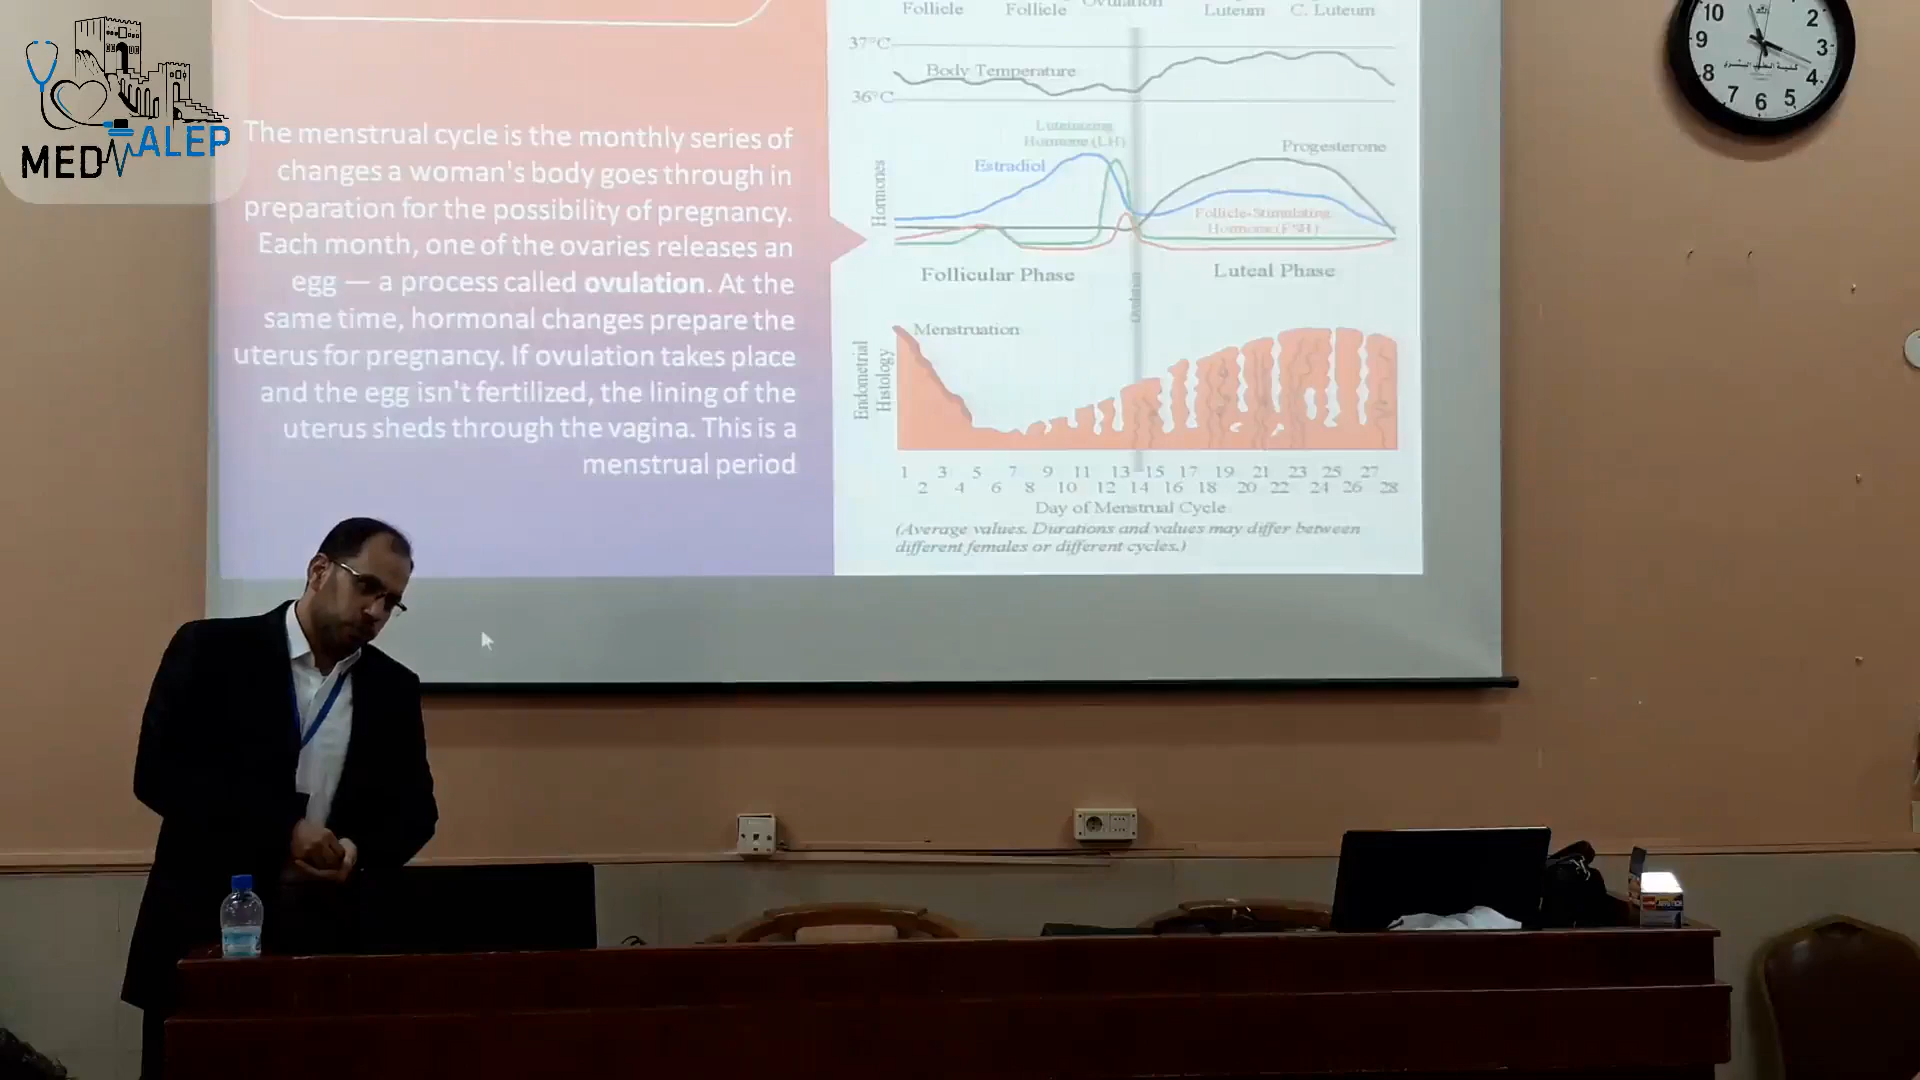 MED ALEP
The menstrual cycle is the monthly series of
changes a woman's body goes through in
preparation for the possibility of pregnancy.
Each month, one of the ovaries releases an
egg — a process called ovulation. At the
same time, hormonal changes prepare the
uterus for pregnancy. If ovulation takes place
and the egg isn't fertilized, the lining of the
uterus sheds through the vagina. This is a
menstrual period
Follicle Follicle Ovulation Luteum C. Luteum
37°C
Body Temperature
36°C
Luteinizing
Hormone (LH)
Estradiol
Progesterone
Hormones
Follicle-Stimulating
Hormone (FSH)
Follicular Phase
Luteal Phase
Ovulation
Menstruation
Endometrial
Histology
1 3 5 7 9 11 13 15 17 19 21 23 25 27
2 4 6 8 10 12 14 16 18 20 22 24 26 28
Day of Menstrual Cycle
(Average values. Durations and values may differ between
different females or different cycles.)
10 2
9 3
8 4
7 6 5